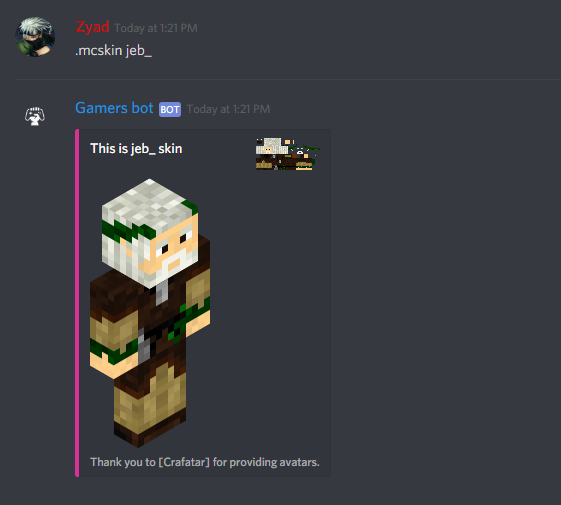 Zyad Today at 1:21 PM
.mcskin jeb_
Gamers bot BOT Today at 1:21 PM
This is jeb_ skin
Thank you to [Crafatar] for providing avatars.